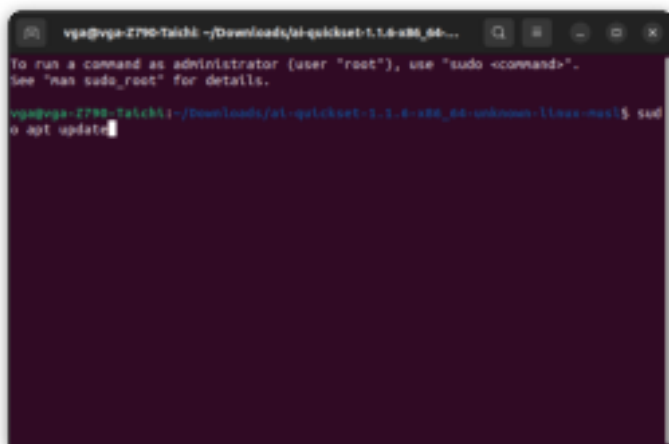 vga@vga-Z790-Taichi: ~/Downloads/ai-quickset-1.1.6-x86_64-...
To run a command as administrator (user "root"), use "sudo <command>".
See "man sudo_root" for details.
vga@vga-Z790-Taichi:~/Downloads/ai-quickset-1.1.6-x86_64-unknown-linux-musl$ sud
o apt update